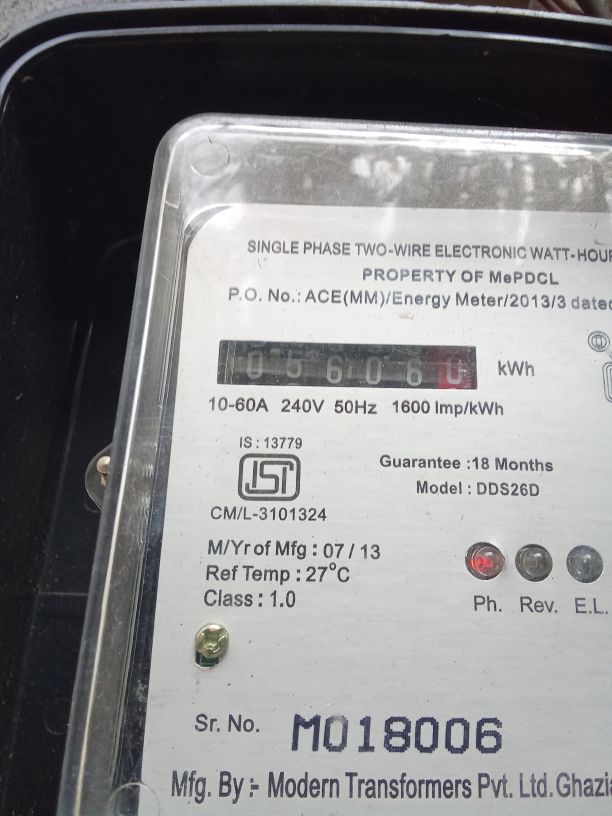 SINGLE PHASE TWO-WIRE ELECTRONIC WATT-HOUR
PROPERTY OF MePDCL
P.O. No.: ACE(MM)/Energy Meter/2013/3 dated
056060 kWh
10-60A 240V 50Hz 1600 Imp/kWh
IS : 13779
ISI
CM/L-3101324
Guarantee :18 Months
Model : DDS26D
M/Yr of Mfg : 07 / 13
Ref Temp : 27°C
Class : 1.0
Ph. Rev. E.L.
Sr. No. M018006
Mfg. By :- Modern Transformers Pvt. Ltd. Ghazia